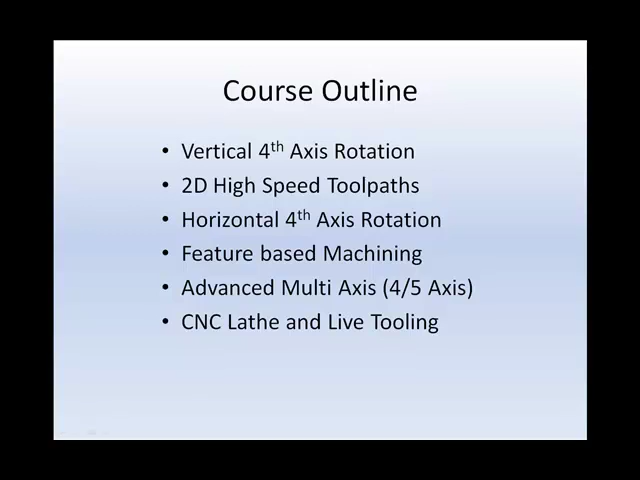 Course Outline
• Vertical 4th Axis Rotation
• 2D High Speed Toolpaths
• Horizontal 4th Axis Rotation
• Feature based Machining
• Advanced Multi Axis (4/5 Axis)
• CNC Lathe and Live Tooling